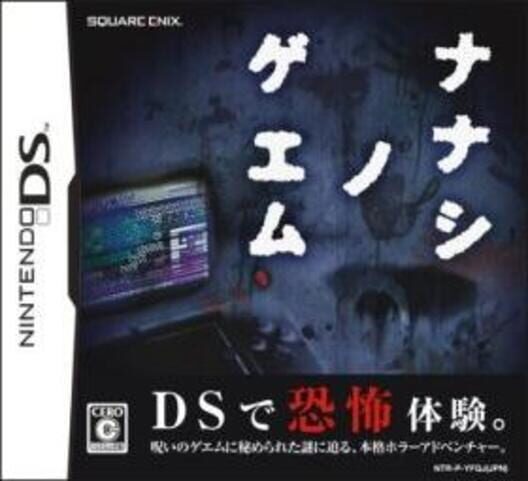 SQUARE ENIX.
ナナシ
ノ
ゲエム
NINTENDO DS™
CERO
C
DSで恐怖体験。
呪いのゲエムに秘められた謎に迫る、本格ホラーアドベンチャー。
NTR-P-YFQJ(JPN)